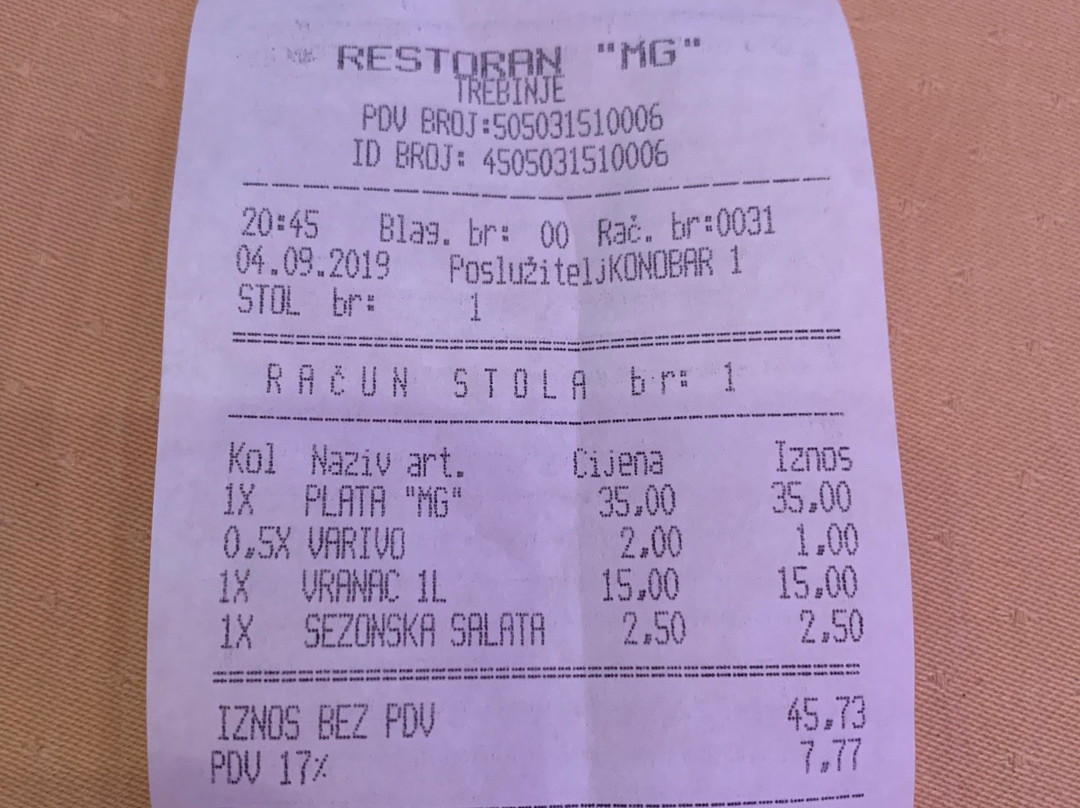 RESTORAN "MG"
TREBINJE
PDV BROJ:505031510006
ID BROJ: 4505031510006
20:45 Blag. br: 00 Rač. br:0031
04.09.2019 PoslužiteljKONOBAR 1
STOL br: 1
RAčUN STOLA br: 1
Kol Naziv art. Cijena Iznos
1X PLATA "MG" 35,00 35,00
0,5X VARIVO 2,00 1,00
1X VRANAC 1L 15,00 15,00
1X SEZONSKA SALATA 2,50 2,50
IZNOS BEZ PDV 45,73
PDV 17% 7,77